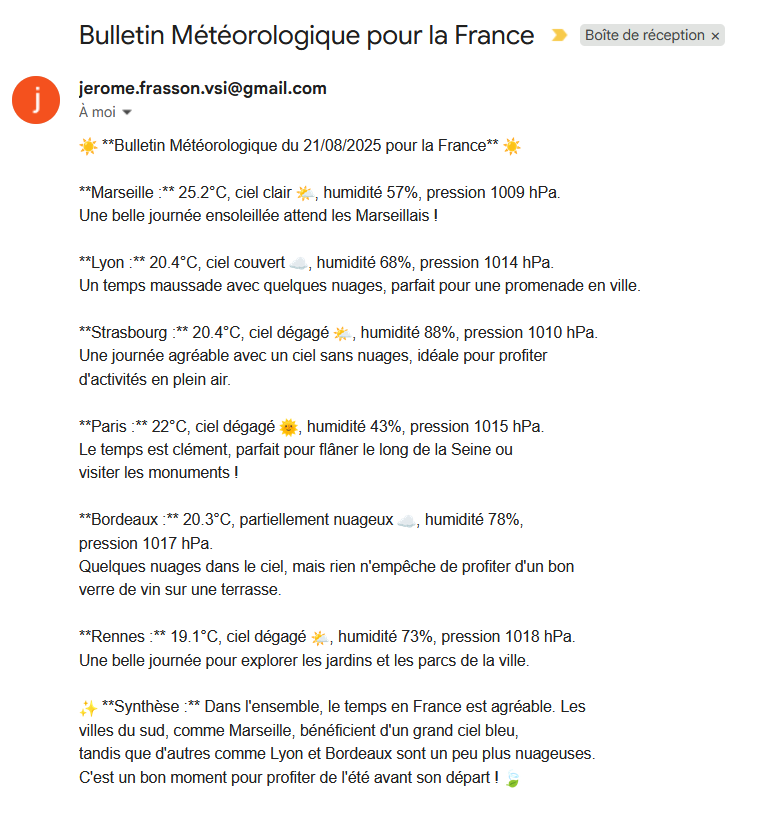 Bulletin Météorologique pour la France
Boîte de réception ×
j
jerome.frasson.vsi@gmail.com
À moi
☀️ **Bulletin Météorologique du 21/08/2025 pour la France** ☀️
**Marseille :** 25.2°C, ciel clair 🌤️, humidité 57%, pression 1009 hPa.
Une belle journée ensoleillée attend les Marseillais !
**Lyon :** 20.4°C, ciel couvert ☁️, humidité 68%, pression 1014 hPa.
Un temps maussade avec quelques nuages, parfait pour une promenade en ville.
**Strasbourg :** 20.4°C, ciel dégagé 🌤️, humidité 88%, pression 1010 hPa.
Une journée agréable avec un ciel sans nuages, idéale pour profiter
d'activités en plein air.
**Paris :** 22°C, ciel dégagé 🌞, humidité 43%, pression 1015 hPa.
Le temps est clément, parfait pour flâner le long de la Seine ou
visiter les monuments !
**Bordeaux :** 20.3°C, partiellement nuageux ☁️, humidité 78%,
pression 1017 hPa.
Quelques nuages dans le ciel, mais rien n'empêche de profiter d'un bon
verre de vin sur une terrasse.
**Rennes :** 19.1°C, ciel dégagé 🌤️, humidité 73%, pression 1018 hPa.
Une belle journée pour explorer les jardins et les parcs de la ville.
✨ **Synthèse :** Dans l'ensemble, le temps en France est agréable. Les
villes du sud, comme Marseille, bénéficient d'un grand ciel bleu,
tandis que d'autres comme Lyon et Bordeaux sont un peu plus nuageuses.
C'est un bon moment pour profiter de l'été avant son départ ! 🍃